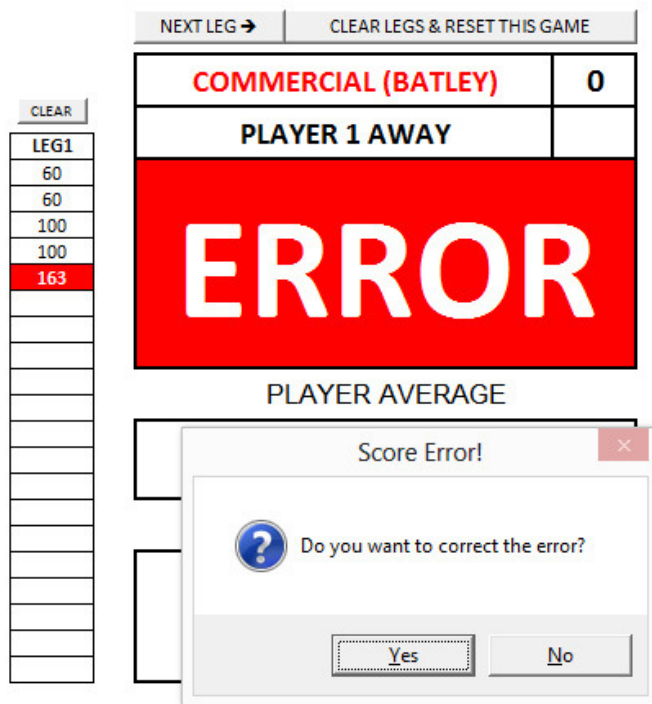 NEXT LEG → CLEAR LEGS & RESET THIS GAME
COMMERCIAL (BATLEY) 0
PLAYER 1 AWAY
CLEAR
LEG1
60
60
100
100
163
ERROR
PLAYER AVERAGE
Score Error!
Do you want to correct the error?
Yes No